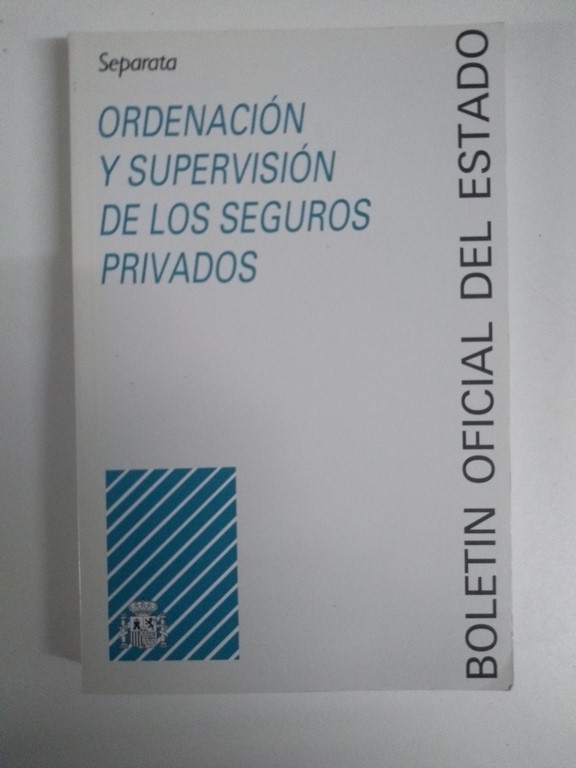 Separata
ORDENACIÓN
Y SUPERVISIÓN
DE LOS SEGUROS
PRIVADOS
BOLETIN OFICIAL DEL ESTADO